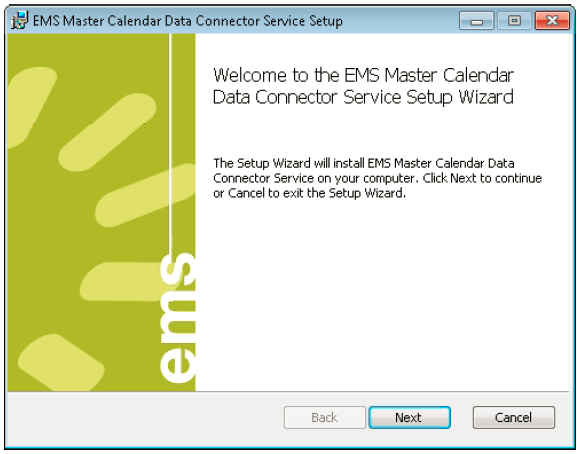 EMS Master Calendar Data Connector Service Setup
Welcome to the EMS Master Calendar
Data Connector Service Setup Wizard
The Setup Wizard will install EMS Master Calendar Data
Connector Service on your computer. Click Next to continue
or Cancel to exit the Setup Wizard.
ems
Back Next Cancel